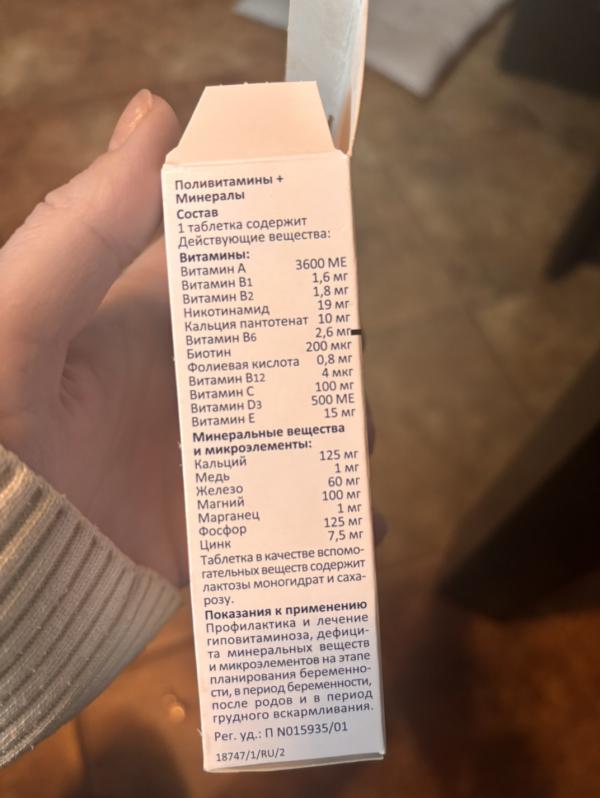 Поливитамины +
Минералы
Состав
1 таблетка содержит
Действующие вещества:
Витамины:
Витамин А 3600 МЕ
Витамин В1 1,6 мг
Витамин В2 1,8 мг
Никотинамид 19 мг
Кальция пантотенат 10 мг
Витамин В6 2,6 мг
Биотин 200 мкг
Фолиевая кислота 0,8 мг
Витамин В12 4 мкг
Витамин С 100 мг
Витамин D3 500 МЕ
Витамин Е 15 мг
Минеральные вещества
и микроэлементы:
Кальций 125 мг
Медь 1 мг
Железо 60 мг
Магний 100 мг
Марганец 1 мг
Фосфор 125 мг
Цинк 7,5 мг
Таблетка в качестве вспомо-
гательных веществ содержит
лактозы моногидрат и саха-
розу.
Показания к применению
Профилактика и лечение
гиповитаминоза, дефици-
та минеральных веществ
и микроэлементов на этапе
планирования беременно-
сти, в период беременности,
после родов и в период
грудного вскармливания.
Рег. уд.: П N015935/01
18747/1/RU/2